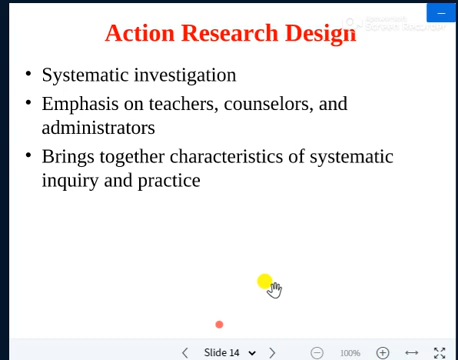 Action Research Design
• Systematic investigation
• Emphasis on teachers, counselors, and
administrators
• Brings together characteristics of systematic
inquiry and practice
Slide 14
100%